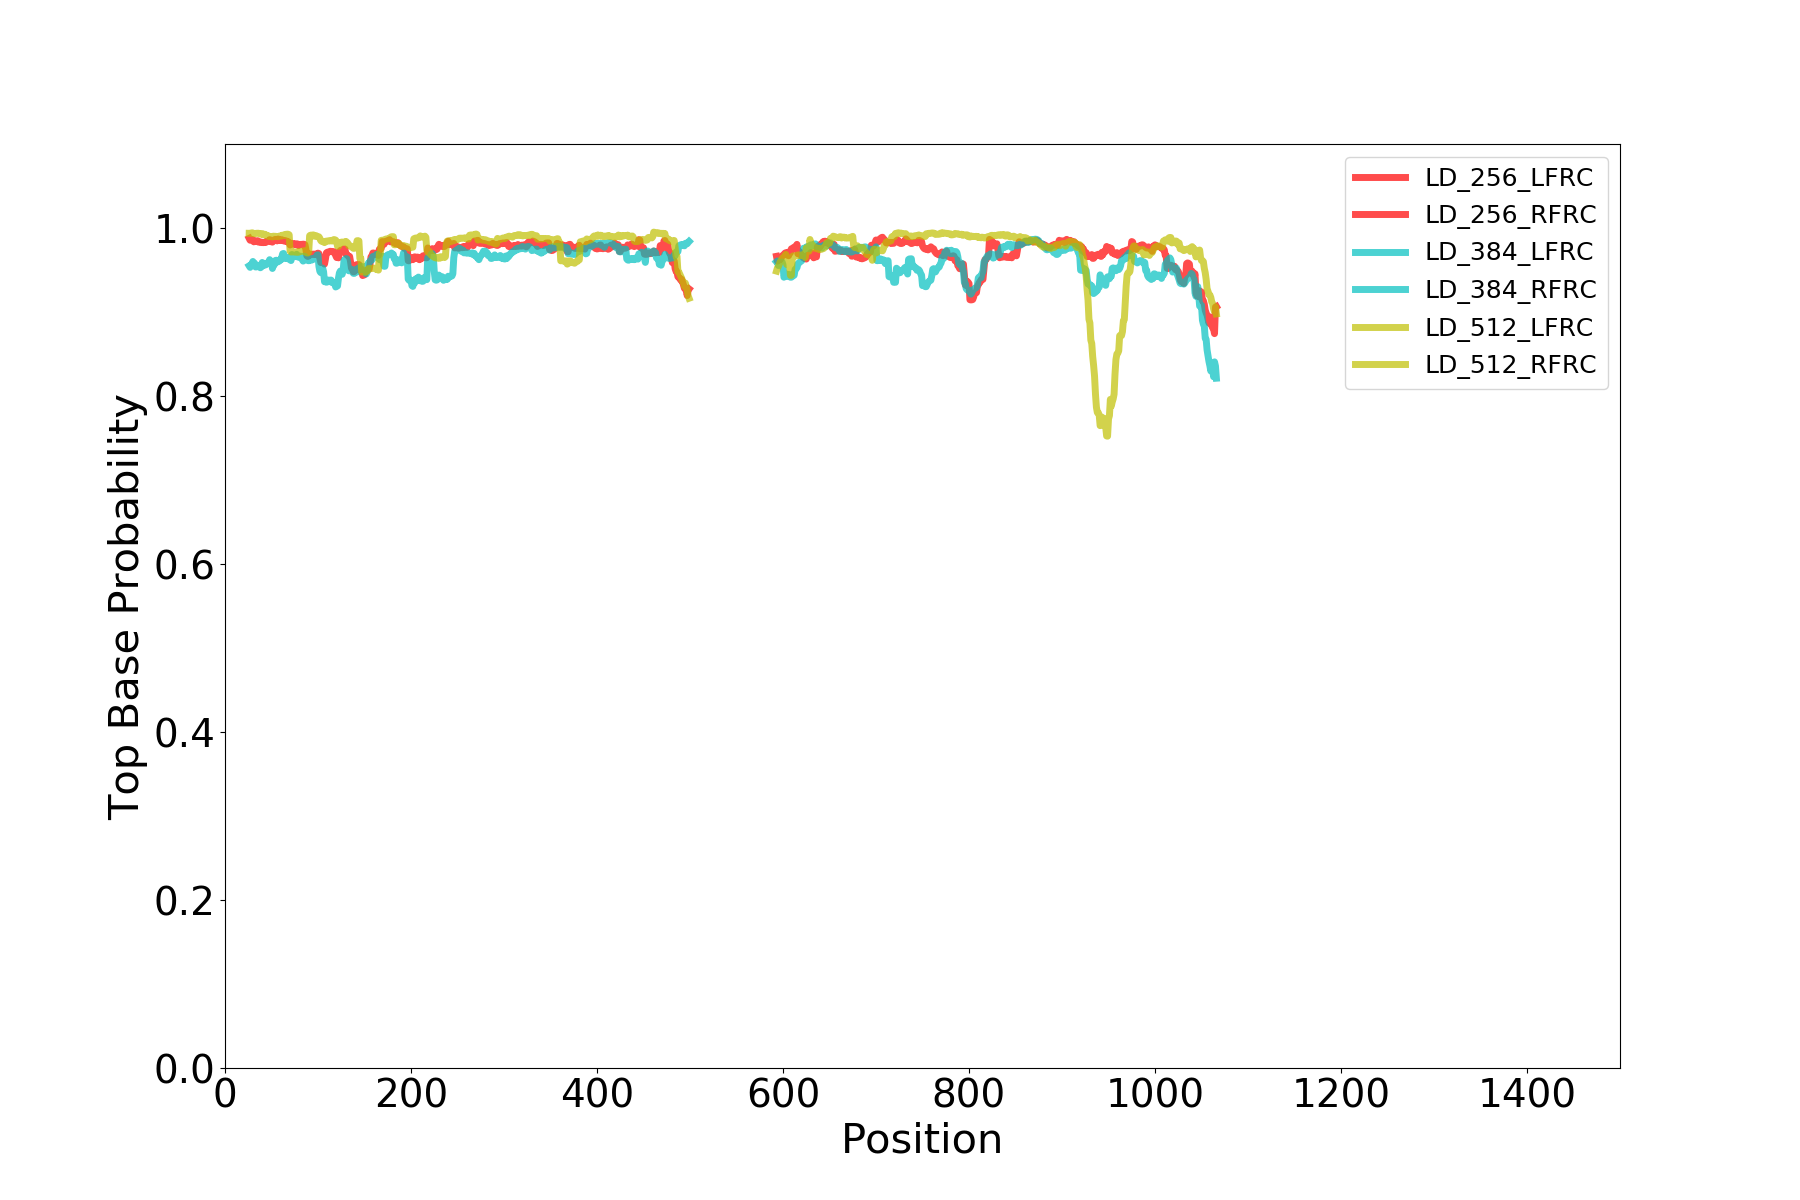 LD_256_LFRC
LD_256_RFRC
LD_384_LFRC
LD_384_RFRC
LD_512_LFRC
LD_512_RFRC
1.0
0.8
0.6
0.4
0.2
0.0
Top Base Probability
0 200 400 600 800 1000 1200 1400
Position